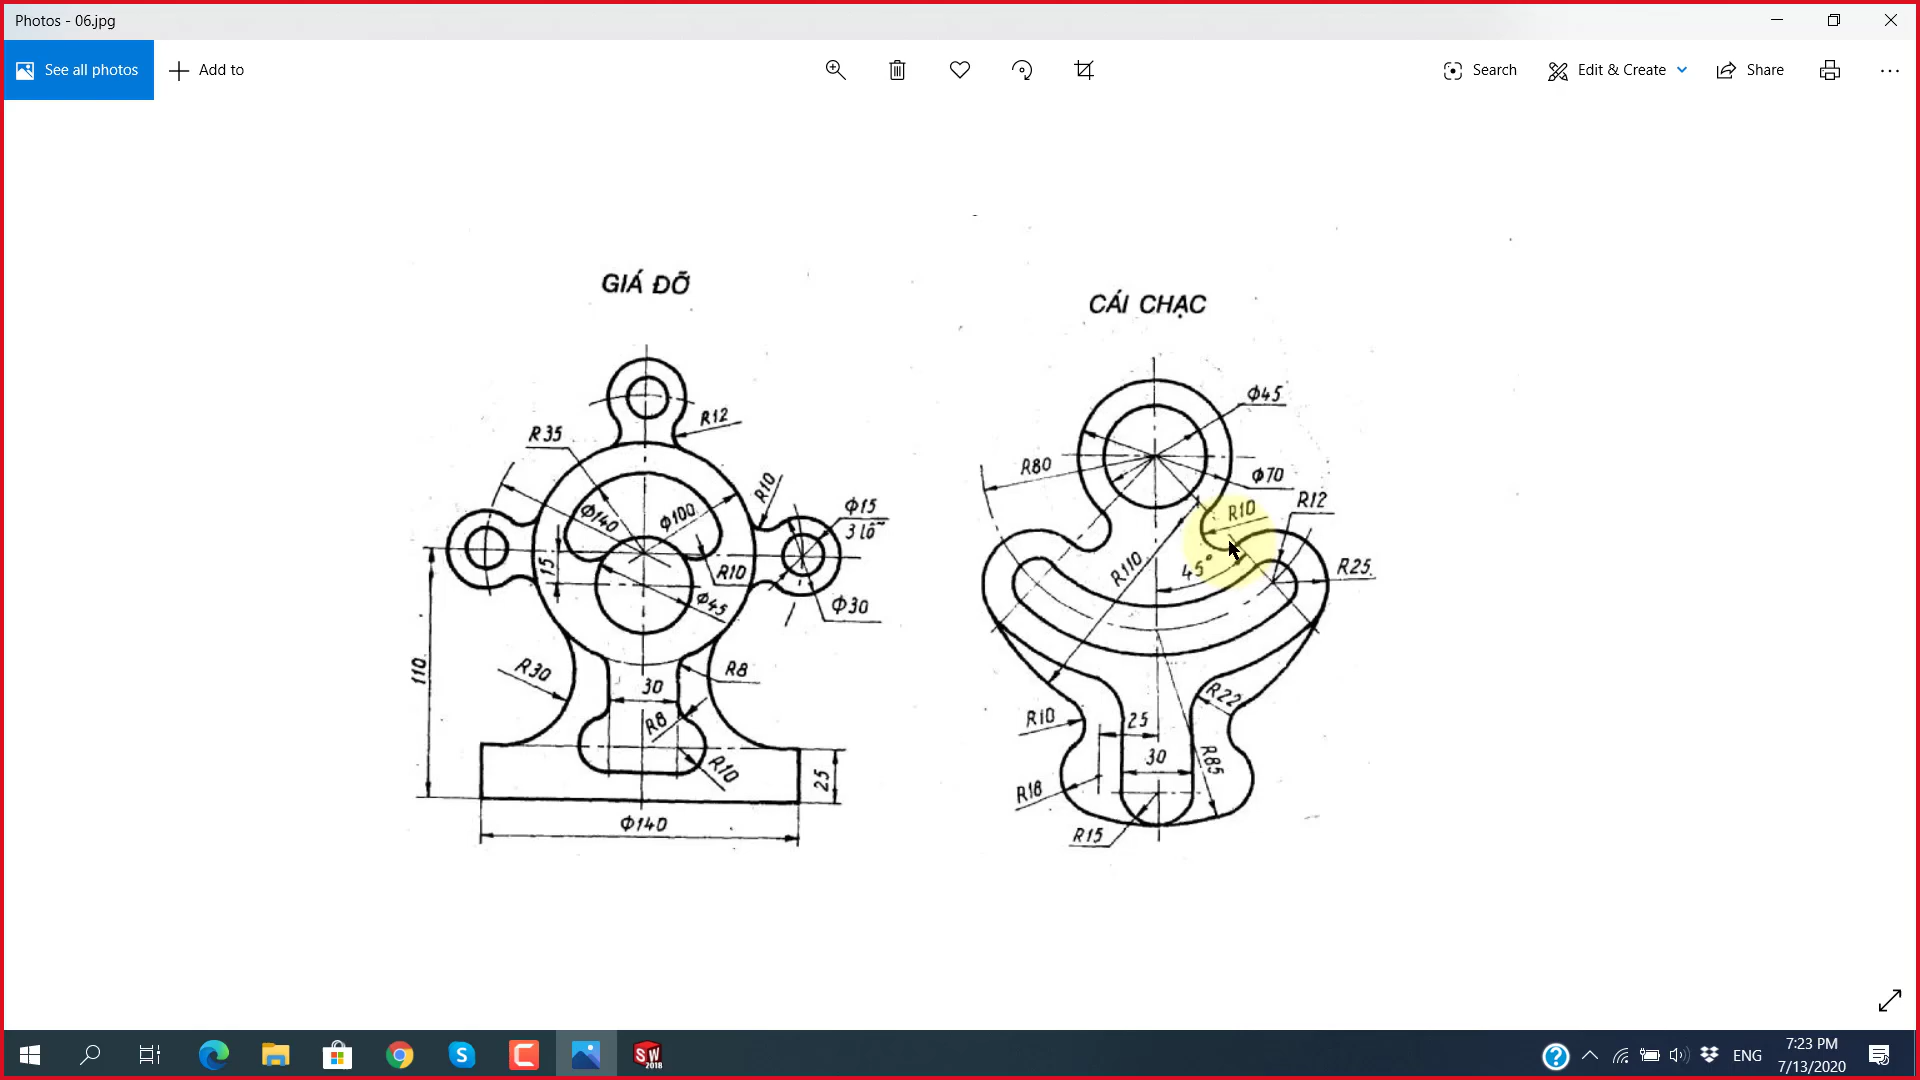 Photos - 06.jpg
See all photos
Add to
Search
Edit & Create
Share
GIÁ ĐỠ
R12
R35
R10
Φ140
Φ100
Φ15
3 lỗ
15
R10
Φ45
Φ30
110
R30
R8
30
R8
R10
25
Φ140
CÁI CHẠC
Φ45
R80
Φ70
R12
R10
R110
45°
R25
R22
R10
25
R85
30
R18
R15
SW
2018
ENG
7:23 PM
7/13/2020